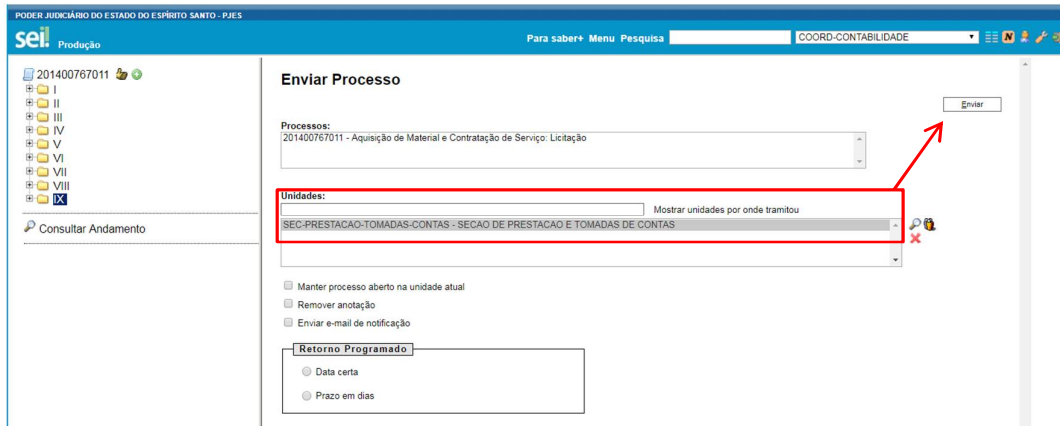 PODER JUDICIÁRIO DO ESTADO DO ESPÍRITO SANTO - PJES
sei! Produção
Para saber+ Menu Pesquisa COORD-CONTABILIDADE
201400767011
I
II
III
IV
V
VI
VII
VIII
IX
Consultar Andamento
Enviar Processo
Enviar
Processos:
201400767011 - Aquisição de Material e Contratação de Serviço: Licitação
Unidades:
Mostrar unidades por onde tramitou
SEC-PRESTACAO-TOMADAS-CONTAS - SECAO DE PRESTACAO E TOMADAS DE CONTAS
Manter processo aberto na unidade atual
Remover anotação
Enviar e-mail de notificação
Retorno Programado
Data certa
Prazo em dias